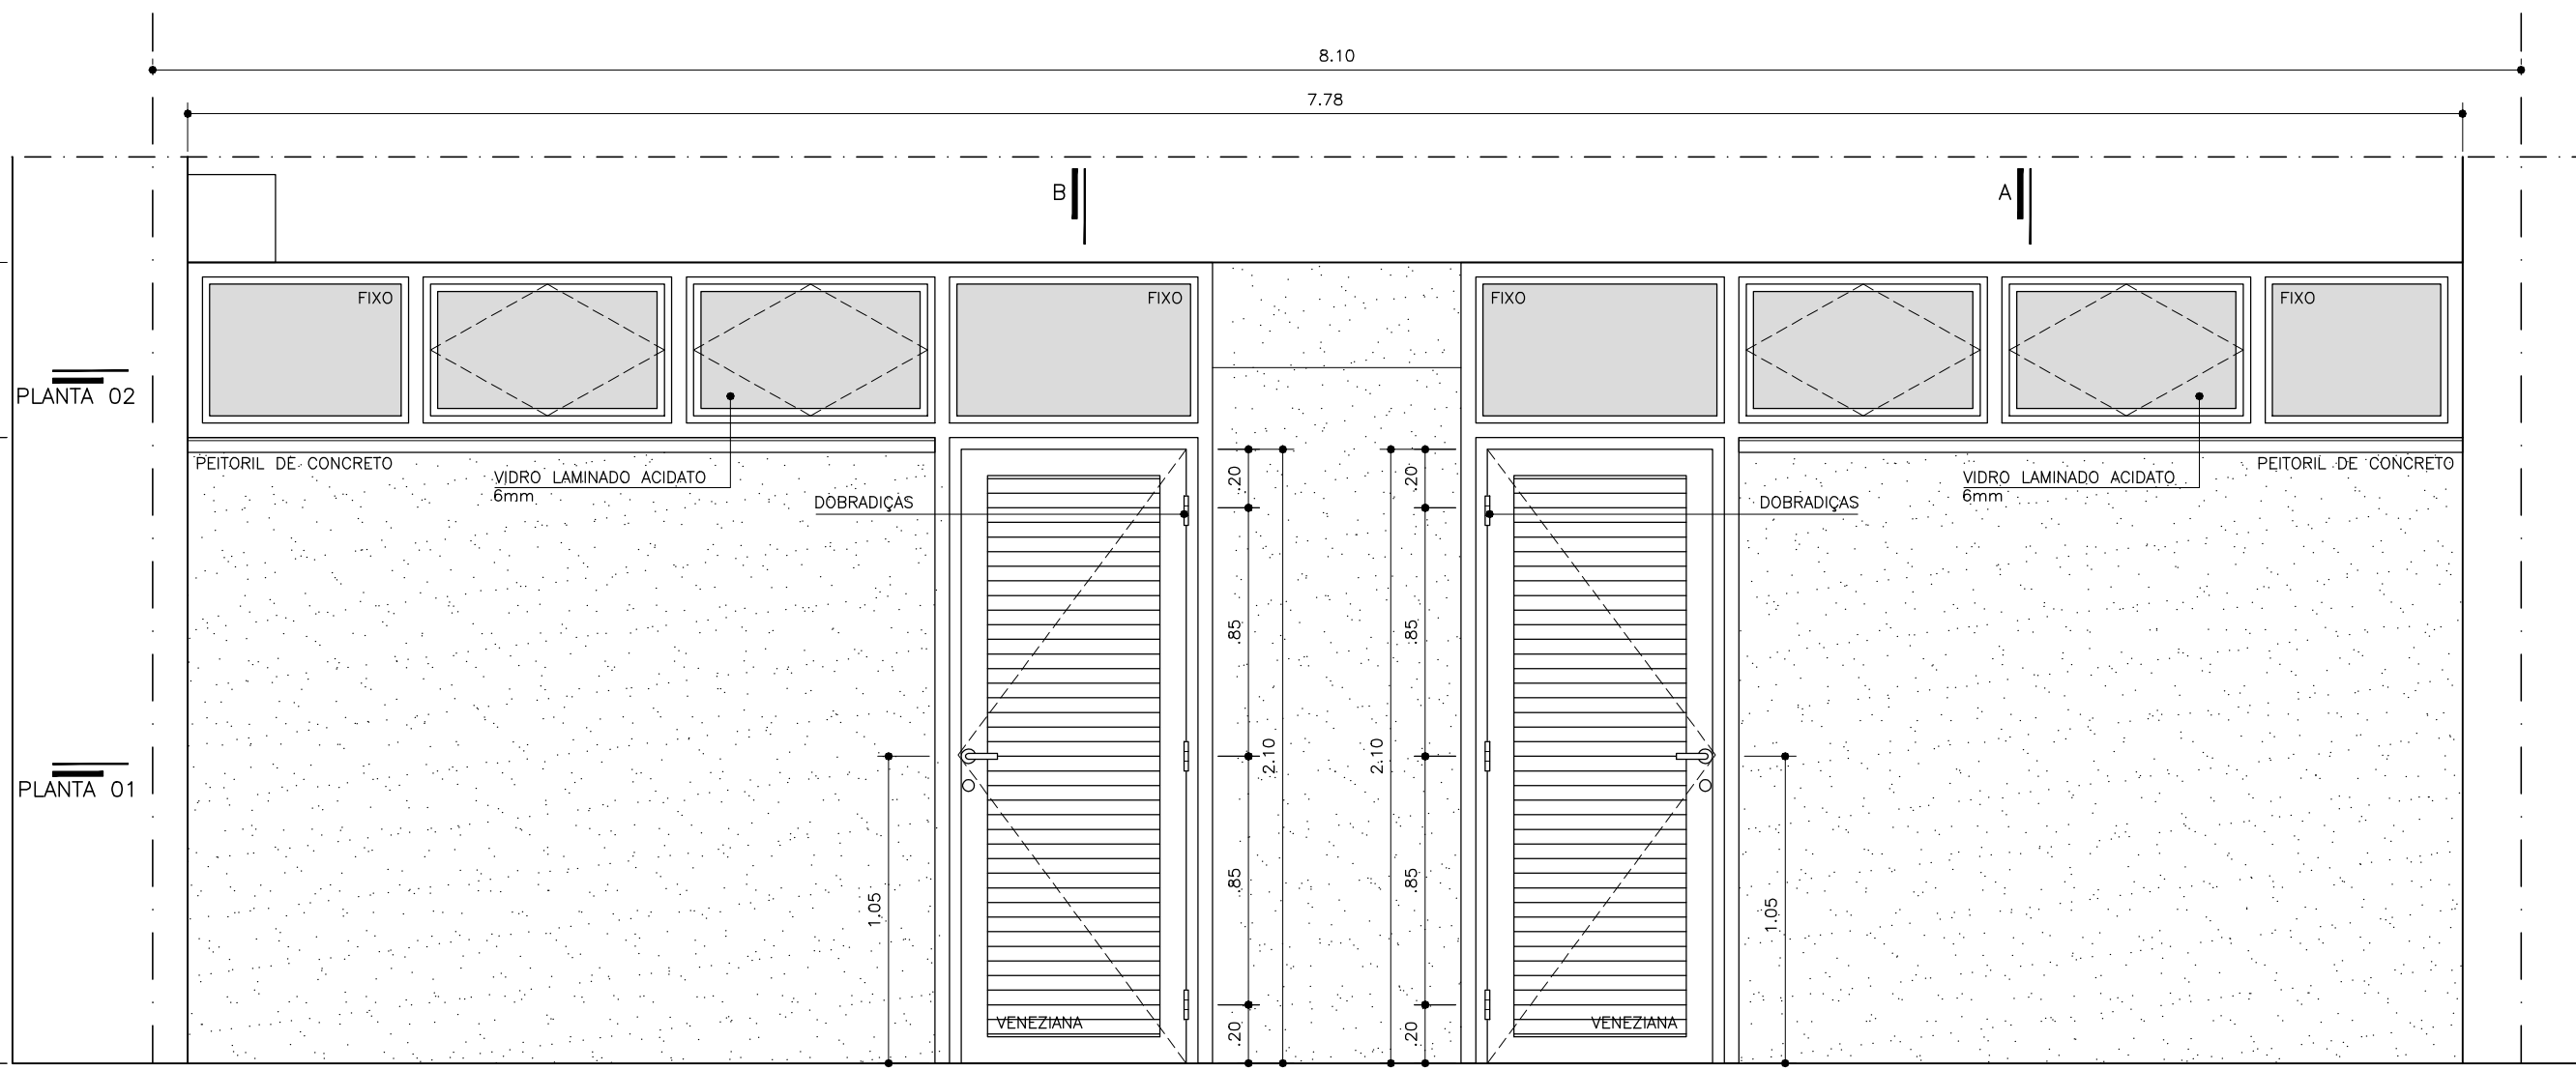 8.10
7.78
B
A
FIXO
FIXO
FIXO
FIXO
PLANTA 02
PEITORIL DE CONCRETO
VIDRO LAMINADO ACIDATO
6mm
DOBRADIÇAS
.20
.20
DOBRADIÇAS
VIDRO LAMINADO ACIDATO
6mm
PEITORIL DE CONCRETO
.85
.85
2.10
2.10
PLANTA 01
1.05
.85
.85
1.05
VENEZIANA
.20
.20
VENEZIANA